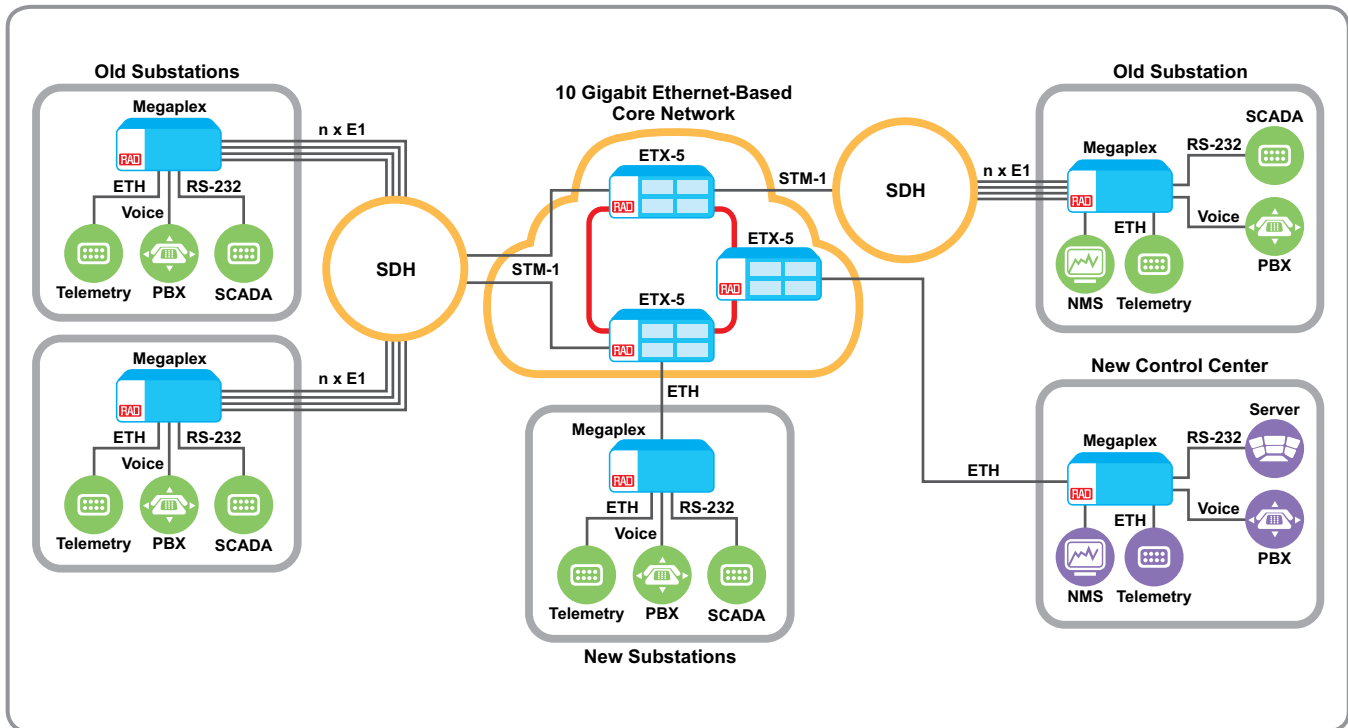 Old Substations
Megaplex
n x E1
RAD
ETH
RS-232
Voice
Telemetry
PBX
SCADA
Megaplex
n x E1
RAD
ETH
RS-232
Voice
Telemetry
PBX
SCADA
SDH
10 Gigabit Ethernet-Based
Core Network
ETX-5
RAD
STM-1
STM-1
ETX-5
RAD
ETX-5
RAD
ETH
Megaplex
RAD
ETH
RS-232
Voice
Telemetry
PBX
SCADA
New Substations
SDH
Old Substation
SCADA
n x E1
Megaplex
RS-232
RAD
Voice
ETH
PBX
NMS
Telemetry
New Control Center
Server
Megaplex
RS-232
ETH
RAD
Voice
ETH
PBX
NMS
Telemetry